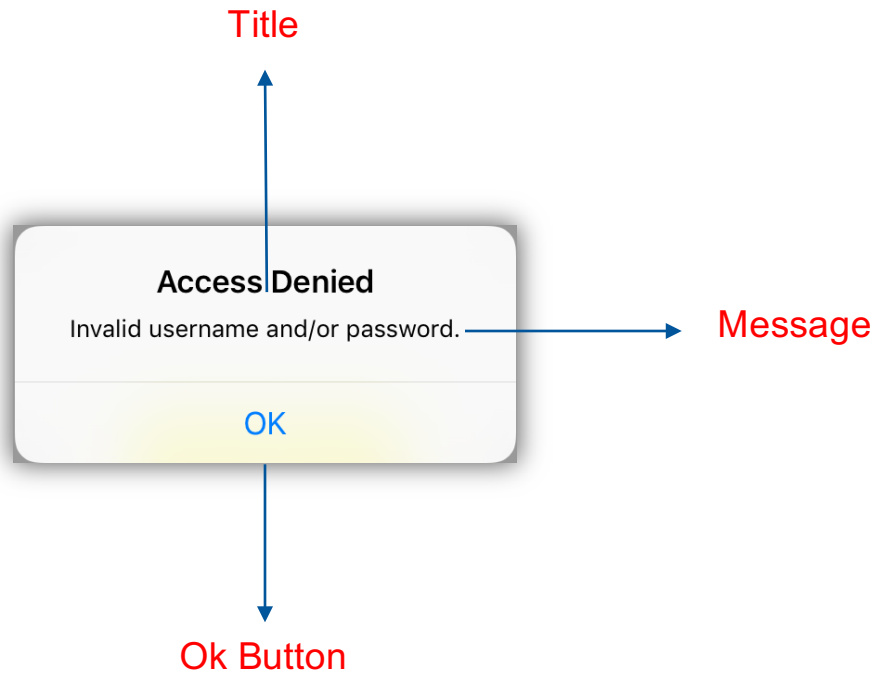 Title
Access Denied
Invalid username and/or password.
Message
OK
Ok Button